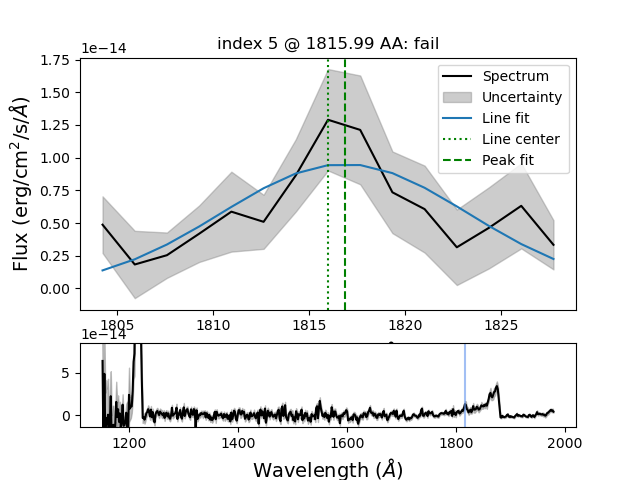 index 5 @ 1815.99 AA: fail
1e−14
1.75
1.50
1.25
1.00
0.75
0.50
0.25
0.00
Flux (erg/cm²/s/Å)
Spectrum
Uncertainty
Line fit
Line center
Peak fit
1805 1810 1815 1820 1825
1e−14
5
0
1200 1400 1600 1800 2000
Wavelength (Å)